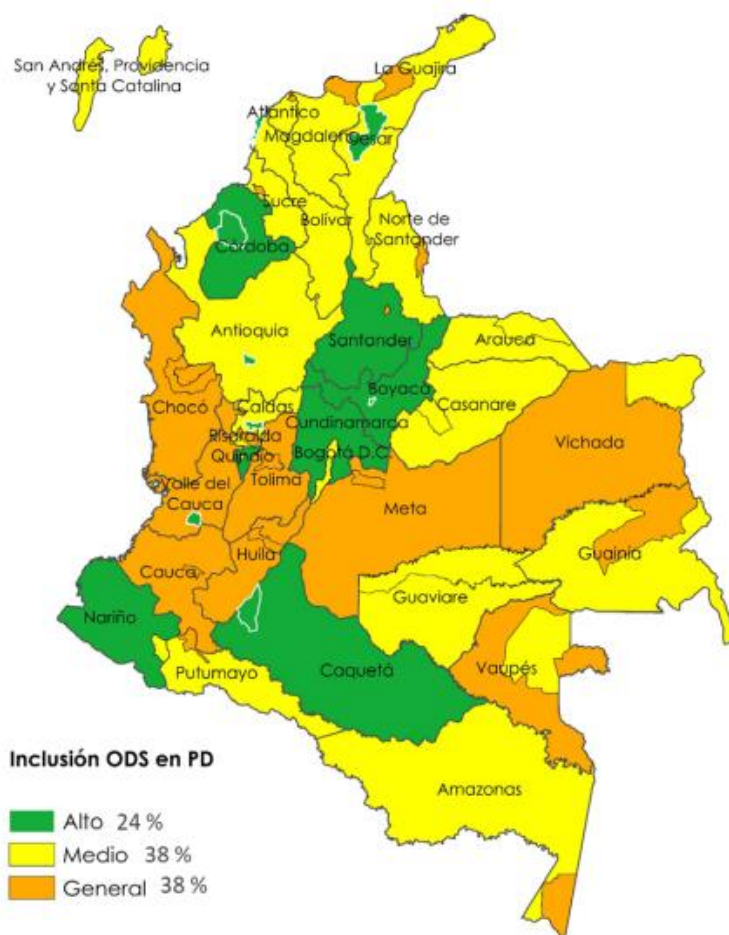 San Andrés, Providencia
y Santa Catalina
La Guajira
Atlantico
Magdalena
Cesar
Sucre
Bolívar
Norte de
Santander
Córdoba
Antioquia
Santander
Arauca
Boyacá
Casanare
Chocó
Caldas
Cundinamarca
Risaralda
Quindio
Bogotá D.C.
Vichada
Tolima
Valle del
Cauca
Meta
Huila
Guainía
Cauca
Guaviare
Nariño
Caquetá
Vaupés
Putumayo
Amazonas
Inclusión ODS en PD
Alto 24 %
Medio 38 %
General 38 %